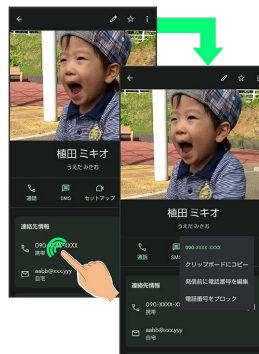 植田 ミキオ
うえだ みきお
通話
SMS
セットアップ
連絡先情報
090-XXXX-XXXX
携帯
aabb@xxx.yyy
自宅
植田 ミキオ
うえだ みきお
通話
SMS
090-XXXX-XXXX
クリップボードにコピー
発信前に電話番号を編集
電話番号をブロック
連絡先情報
090-XXXX-X
携帯
aabb@xxx.yyy
自宅